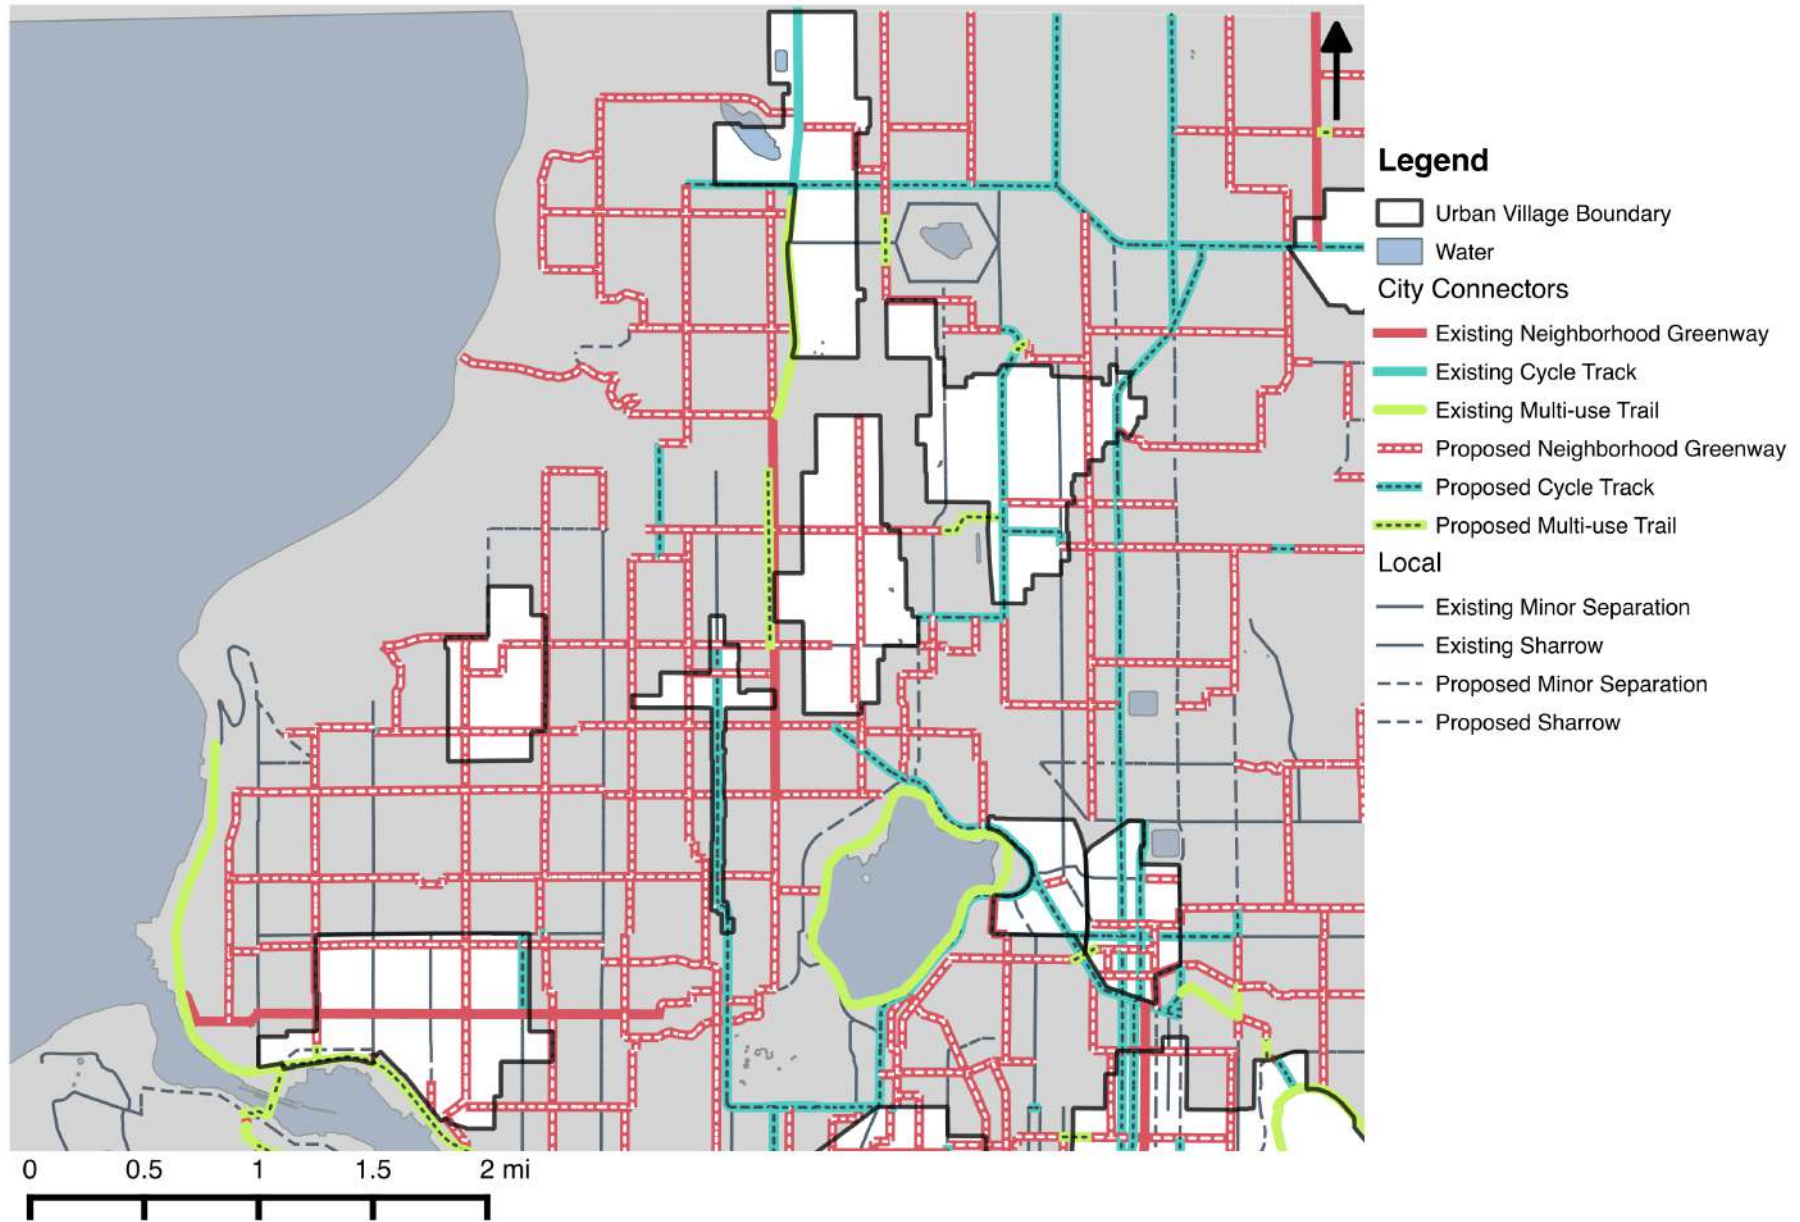 Legend
Urban Village Boundary
Water
City Connectors
Existing Neighborhood Greenway
Existing Cycle Track
Existing Multi-use Trail
Proposed Neighborhood Greenway
Proposed Cycle Track
Proposed Multi-use Trail
Local
Existing Minor Separation
Existing Sharrow
Proposed Minor Separation
Proposed Sharrow
0 0.5 1 1.5 2 mi